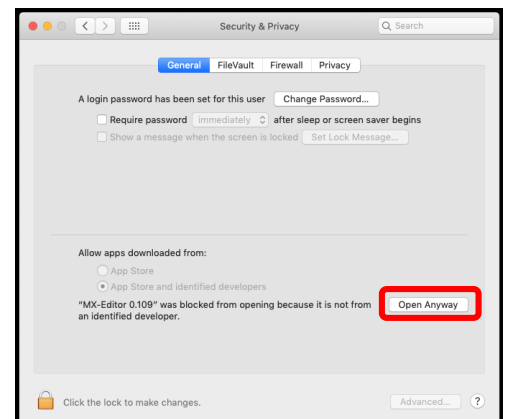 Security & Privacy
Search
General FileVault Firewall Privacy
A login password has been set for this user Change Password...
Require password immediately after sleep or screen saver begins
Show a message when the screen is locked Set Lock Message...
Allow apps downloaded from:
App Store
App Store and identified developers
"MX-Editor 0.109" was blocked from opening because it is not from Open Anyway
an identified developer.
Click the lock to make changes. Advanced... ?